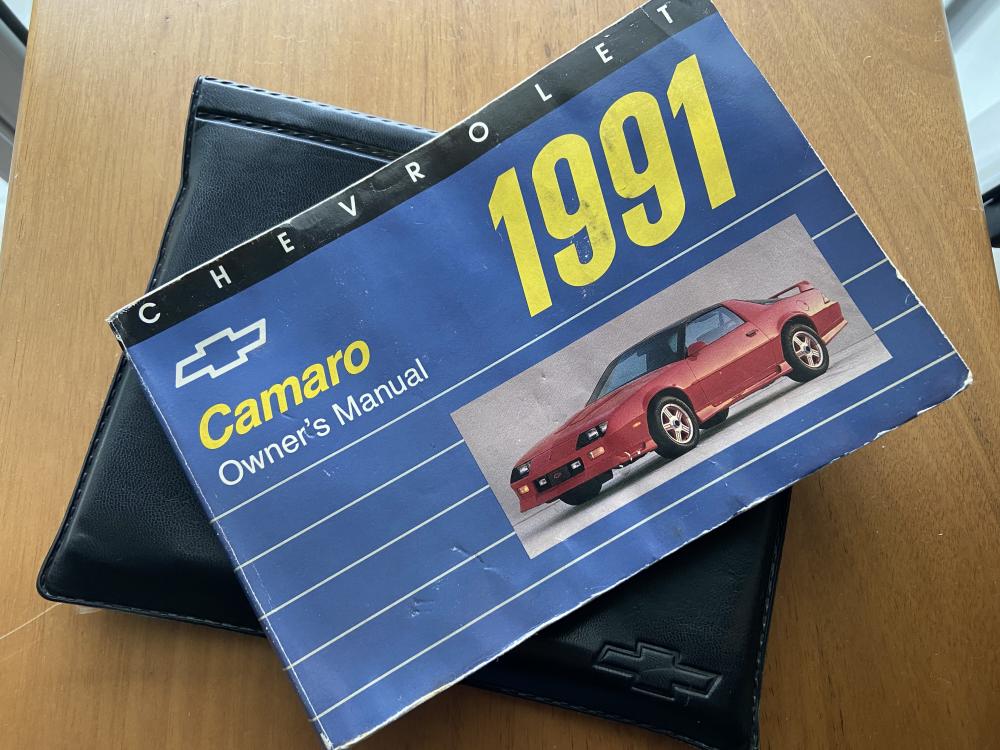 CHEVROLET
1991
Camaro
Owner's Manual